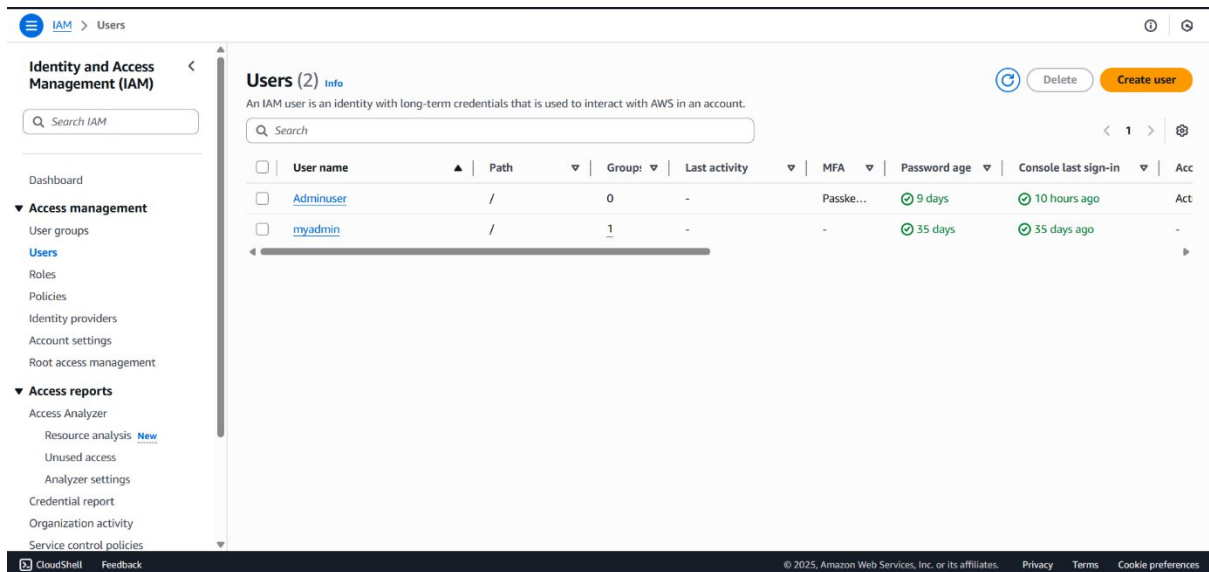 IAM > Users
Identity and Access Management (IAM)
Search IAM
Dashboard
Access management
User groups
Users
Roles
Policies
Identity providers
Account settings
Root access management
Access reports
Access Analyzer
Resource analysis New
Unused access
Analyzer settings
Credential report
Organization activity
Service control policies
Users (2) Info
Delete
Create user
An IAM user is an identity with long-term credentials that is used to interact with AWS in an account.
Search
< 1 >
User name Path Group: Last activity MFA Password age Console last sign-in Acc
Adminuser / 0 - Passke... 9 days 10 hours ago Acti
myadmin / 1 - - 35 days 35 days ago -
CloudShell Feedback © 2025, Amazon Web Services, Inc. or its affiliates. Privacy Terms Cookie preferences